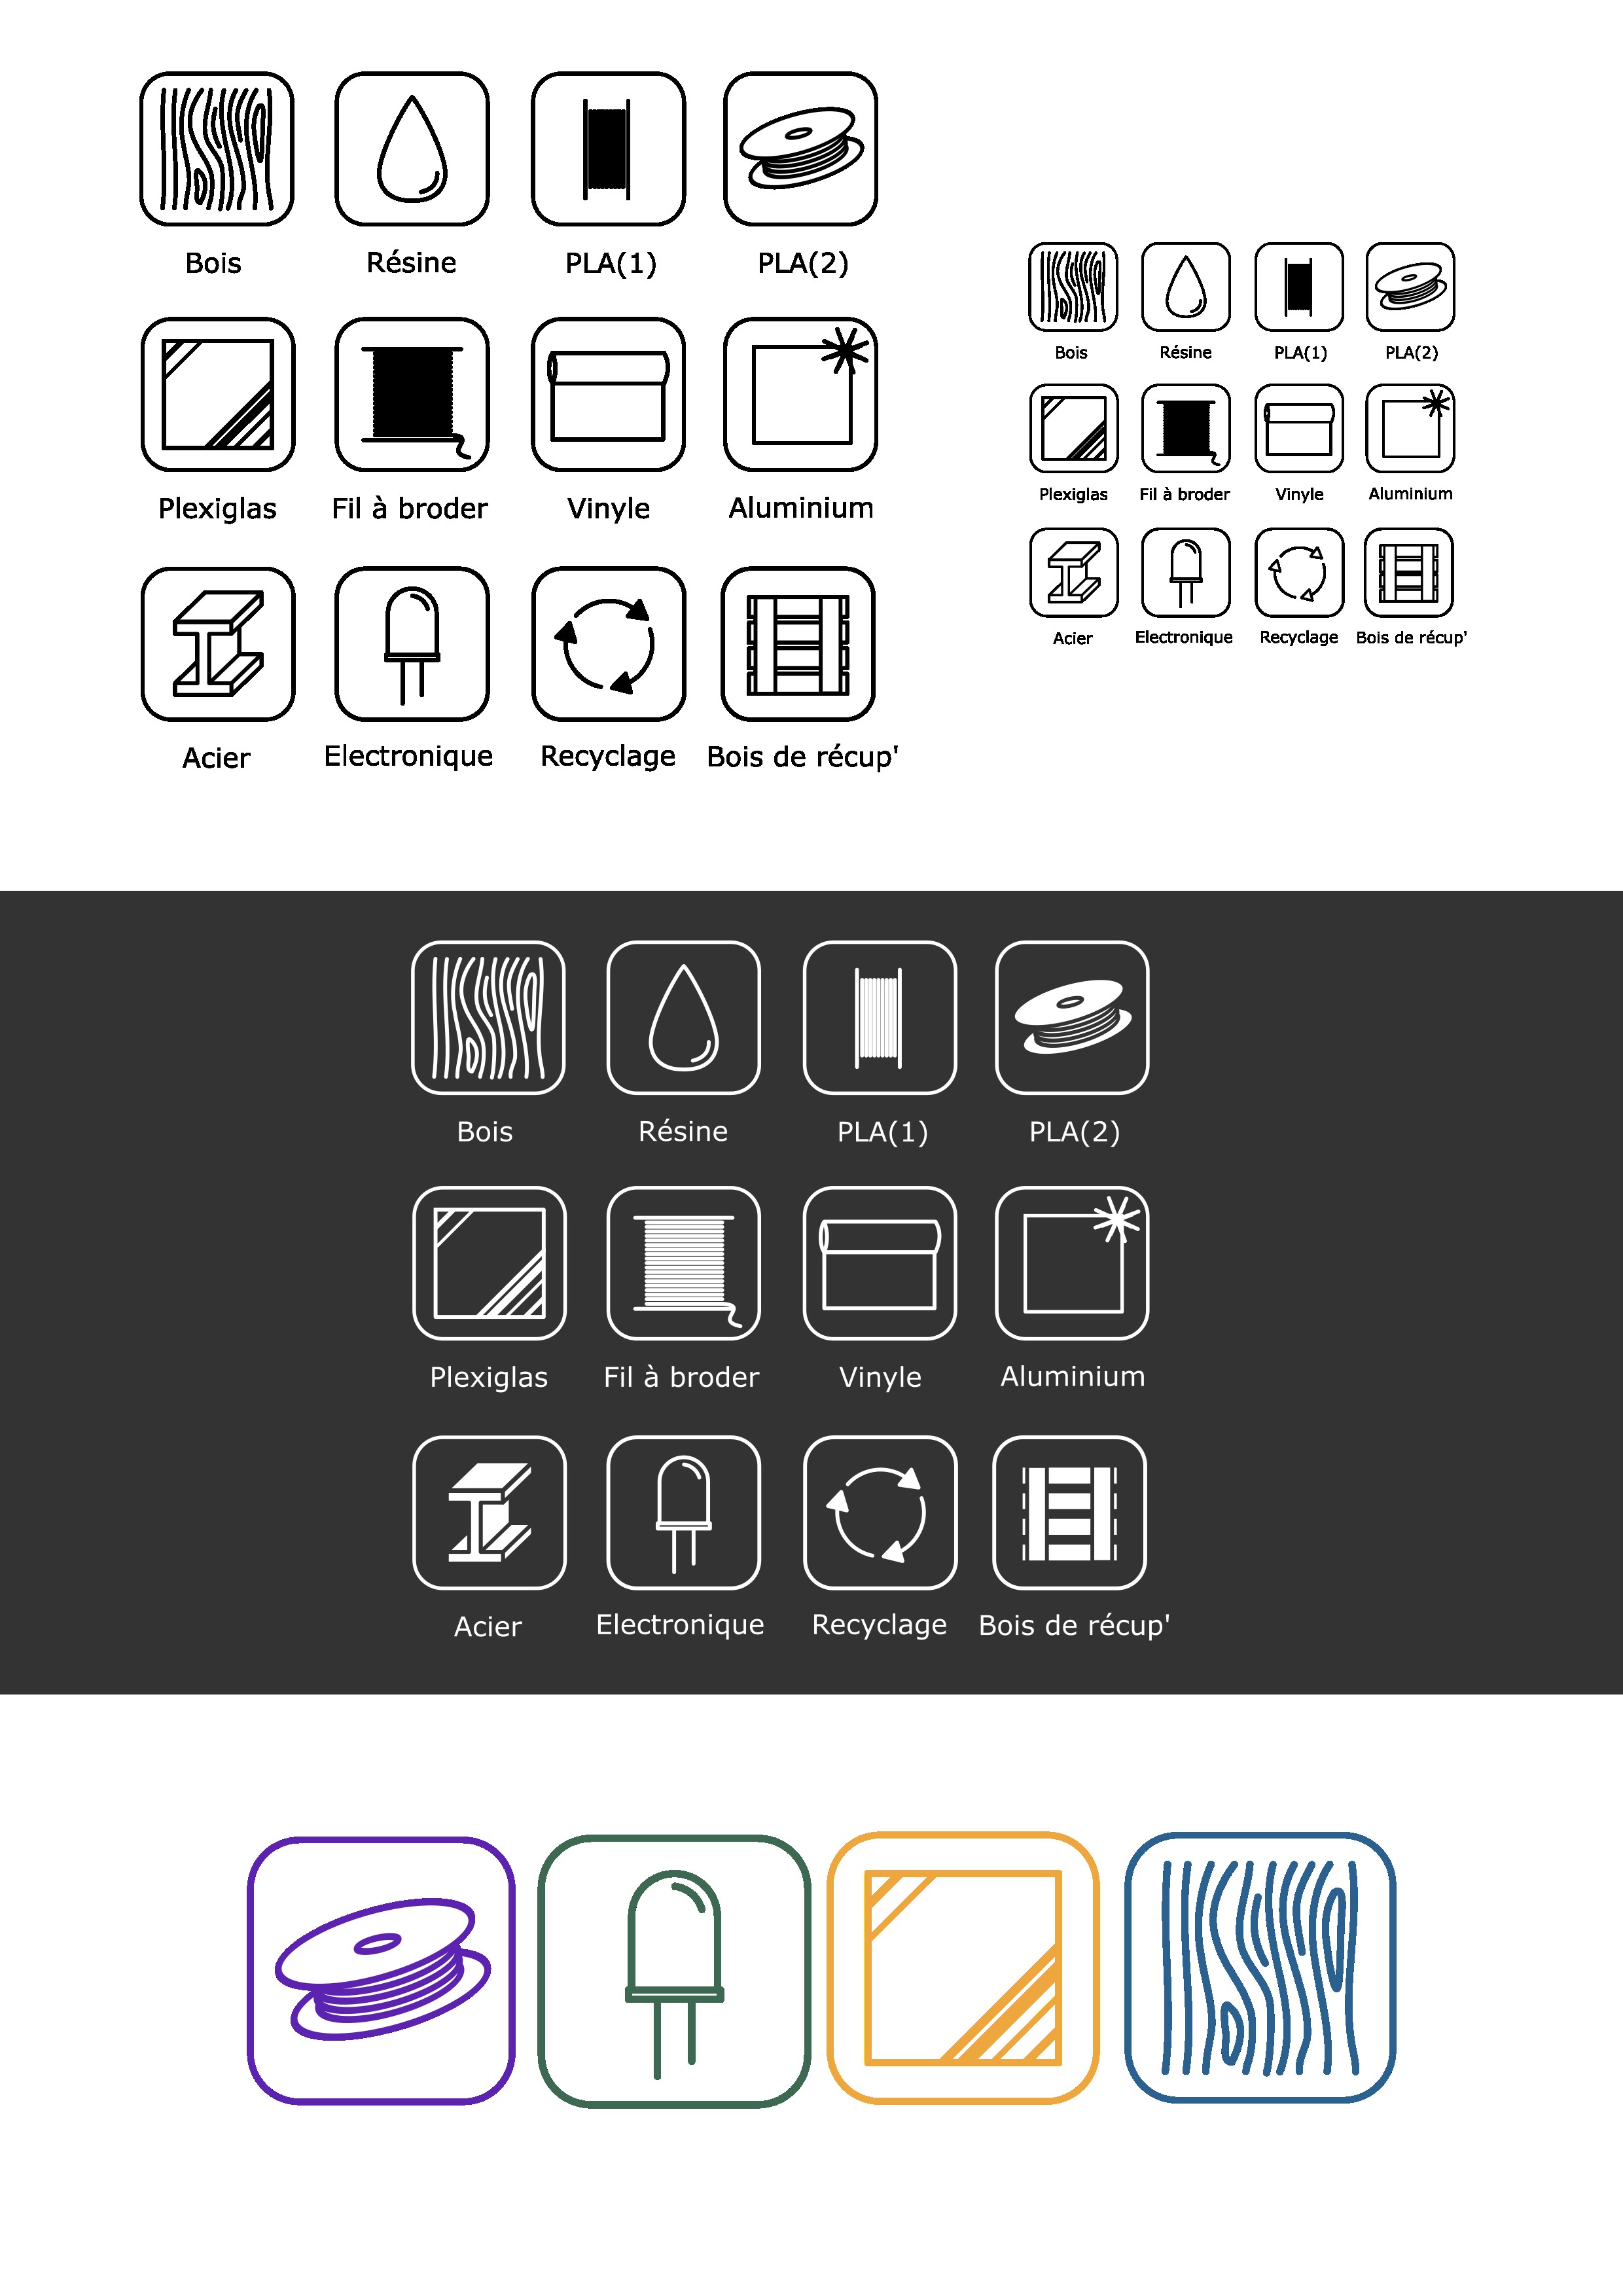 Bois Résine PLA(1) PLA(2)
Plexiglas Fil à broder Vinyle Aluminium
Acier Electronique Recyclage Bois de récup'
Bois Résine PLA(1) PLA(2)
Plexiglas Fil à broder Vinyle Aluminium
Acier Electronique Recyclage Bois de récup'
Bois Résine PLA(1) PLA(2)
Plexiglas Fil à broder Vinyle Aluminium
Acier Electronique Recyclage Bois de récup'